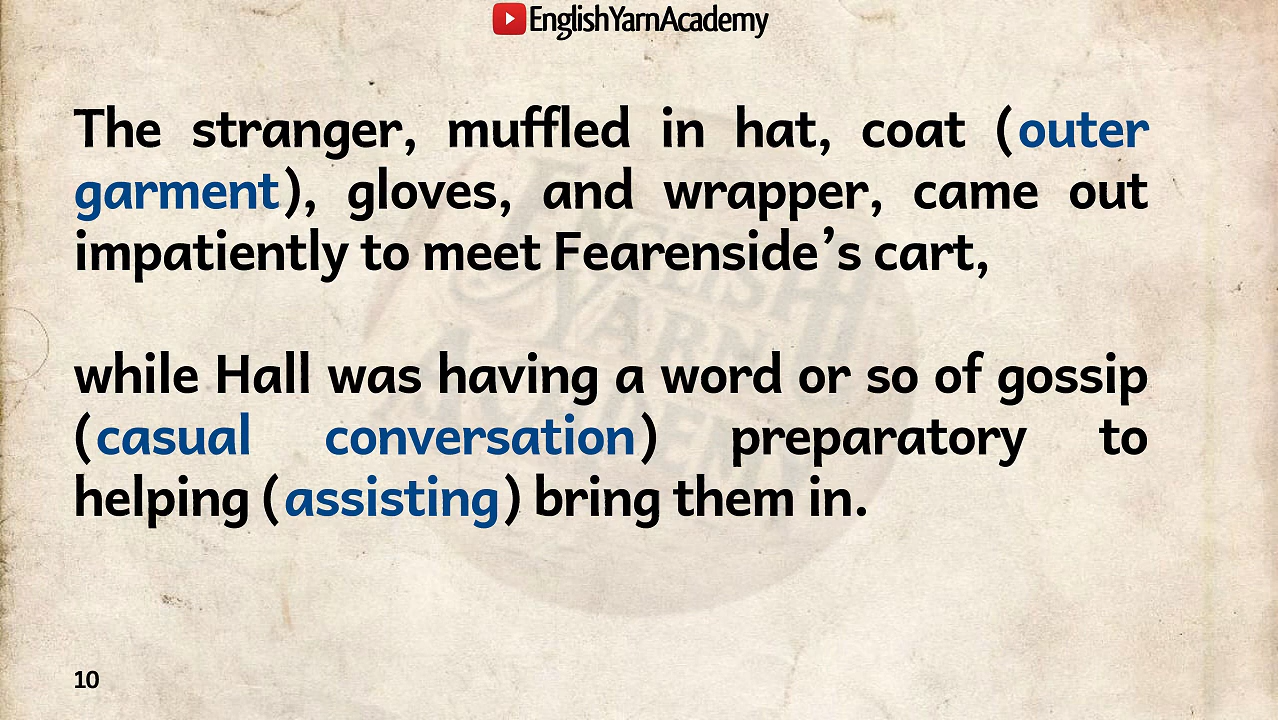 EnglishYarnAcademy
The stranger, muffled in hat, coat (outer
garment), gloves, and wrapper, came out
impatiently to meet Fearenside’s cart,
while Hall was having a word or so of gossip
(casual conversation) preparatory to
helping (assisting) bring them in.
10